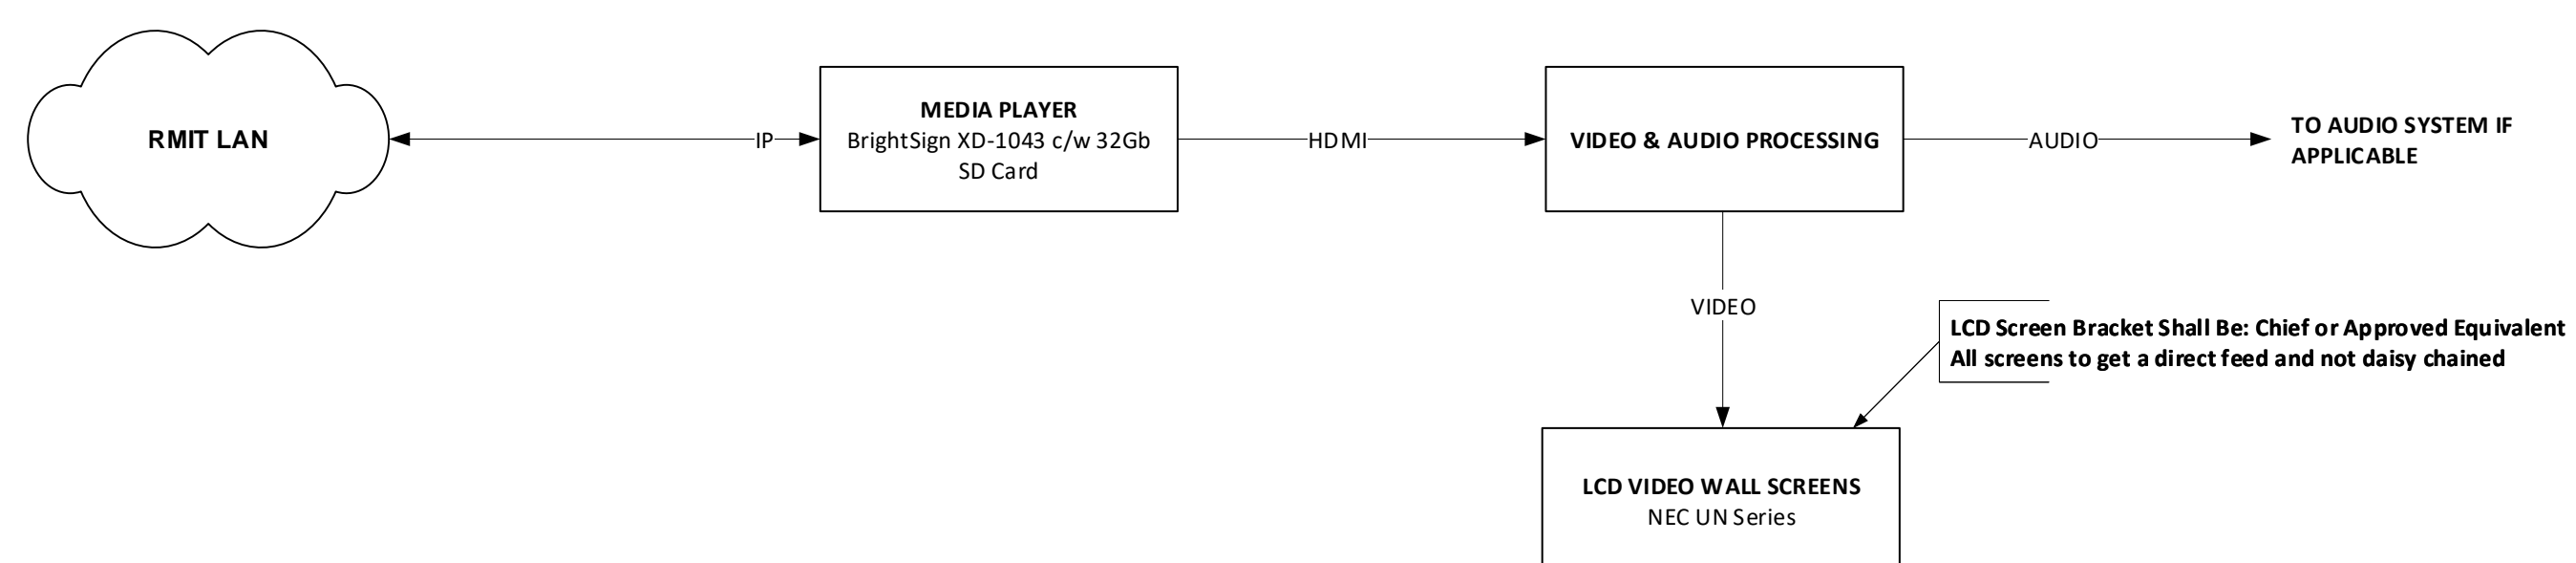 RMIT LAN
IP
MEDIA PLAYER
BrightSign XD-1043 c/w 32Gb
SD Card
HDMI
VIDEO & AUDIO PROCESSING
AUDIO
TO AUDIO SYSTEM IF
APPLICABLE
VIDEO
LCD Screen Bracket Shall Be: Chief or Approved Equivalent
All screens to get a direct feed and not daisy chained
LCD VIDEO WALL SCREENS
NEC UN Series